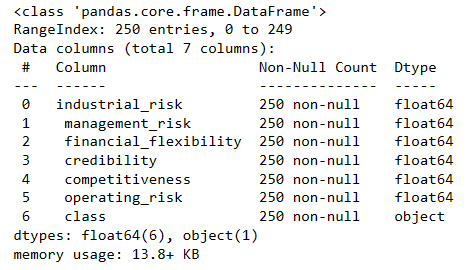 <class 'pandas.core.frame.DataFrame'>
RangeIndex: 250 entries, 0 to 249
Data columns (total 7 columns):
 #   Column                  Non-Null Count  Dtype  
---  ------                  --------------  -----  
 0   industrial_risk         250 non-null    float64
 1    management_risk        250 non-null    float64
 2    financial_flexibility  250 non-null    float64
 3    credibility            250 non-null    float64
 4    competitiveness        250 non-null    float64
 5    operating_risk         250 non-null    float64
 6    class                  250 non-null    object 
dtypes: float64(6), object(1)
memory usage: 13.8+ KB